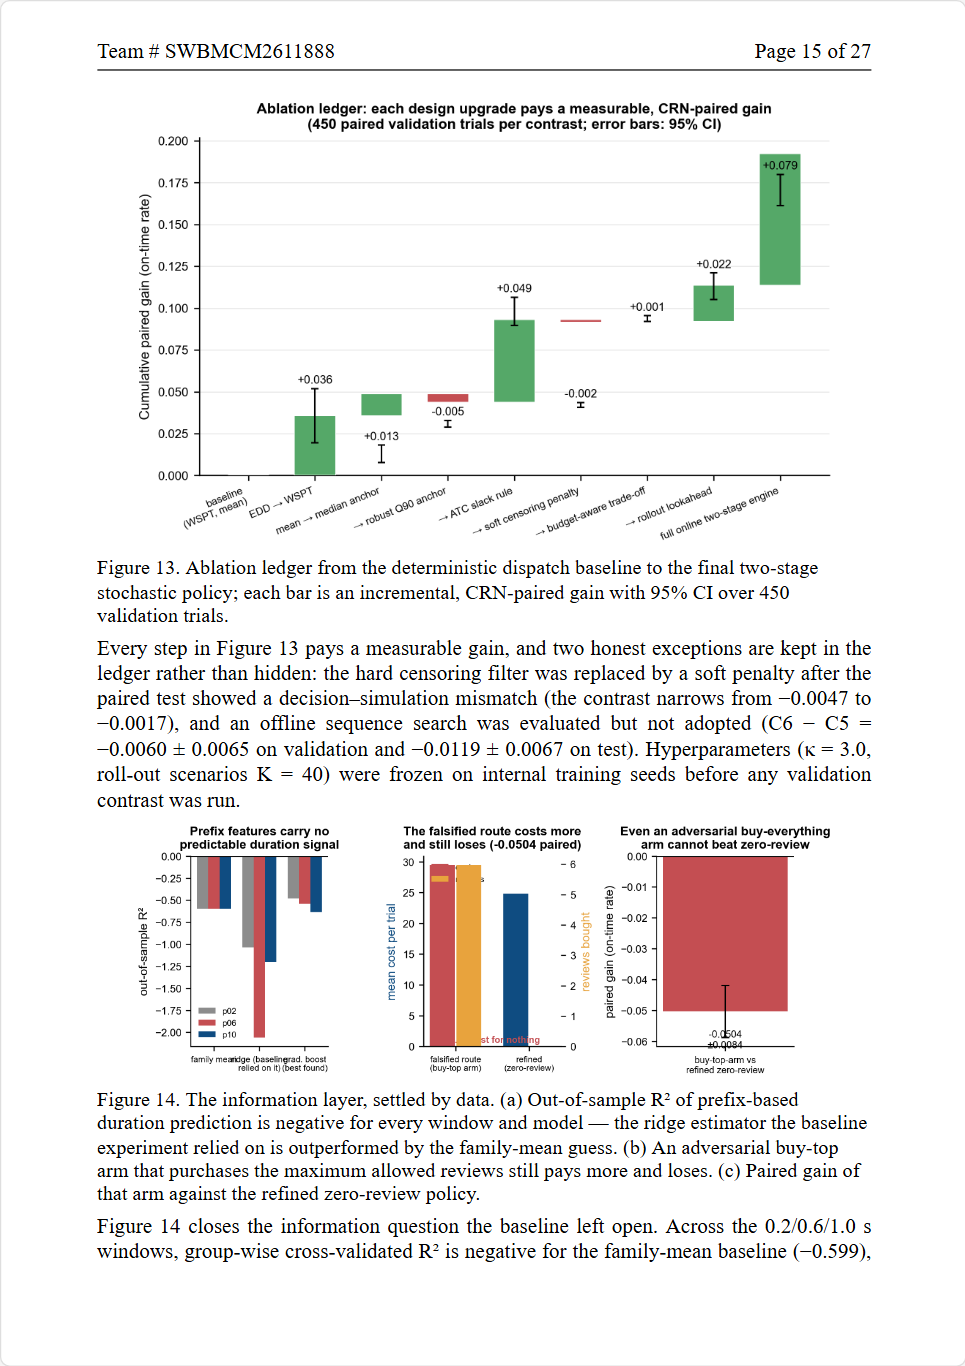 Team # SWBMCM2611888
Page 15 of 27
Ablation ledger: each design upgrade pays a measurable, CRN-paired gain
(450 paired validation trials per contrast; error bars: 95% CI)
Cumulative paired gain (on-time rate)
0.200
0.175
0.150
0.125
0.100
0.075
0.050
0.025
0.000
+0.036
+0.013
-0.005
+0.049
-0.002
+0.001
+0.022
+0.079
baseline
(WSPT, mean)
EDD → WSPT
mean → median anchor
→ robust Q90 anchor
→ ATC slack rule
→ soft censoring penalty
→ budget-aware trade-off
→ rollout lookahead
full online two-stage engine
Figure 13. Ablation ledger from the deterministic dispatch baseline to the final two-stage
stochastic policy; each bar is an incremental, CRN-paired gain with 95% CI over 450
validation trials.
Every step in Figure 13 pays a measurable gain, and two honest exceptions are kept in the
ledger rather than hidden: the hard censoring filter was replaced by a soft penalty after the
paired test showed a decision–simulation mismatch (the contrast narrows from −0.0047 to
−0.0017), and an offline sequence search was evaluated but not adopted (C6 − C5 =
−0.0060 ± 0.0065 on validation and −0.0119 ± 0.0067 on test). Hyperparameters (κ = 3.0,
roll-out scenarios K = 40) were frozen on internal training seeds before any validation
contrast was run.
Prefix features carry no
predictable duration signal
out-of-sample R²
0.00
−0.25
−0.50
−0.75
−1.00
−1.25
−1.50
−1.75
−2.00
p02
p06
p10
family mean
ridge (baseline
relied on it)
grad. boost
(best found)
The falsified route costs more
and still loses (-0.0504 paired)
mean cost per trial
30
25
20
15
10
5
0
6
5
4
3
2
1
0
reviews bought
for nothing
falsified route
(buy-top arm)
refined
(zero-review)
Even an adversarial buy-everything
arm cannot beat zero-review
paired gain (on-time rate)
0.00
−0.01
−0.02
−0.03
−0.04
−0.05
−0.06
-0.0504
±0.0084
buy-top-arm vs
refined zero-review
Figure 14. The information layer, settled by data. (a) Out-of-sample R² of prefix-based
duration prediction is negative for every window and model — the ridge estimator the baseline
experiment relied on is outperformed by the family-mean guess. (b) An adversarial buy-top
arm that purchases the maximum allowed reviews still pays more and loses. (c) Paired gain of
that arm against the refined zero-review policy.
Figure 14 closes the information question the baseline left open. Across the 0.2/0.6/1.0 s
windows, group-wise cross-validated R² is negative for the family-mean baseline (−0.599),